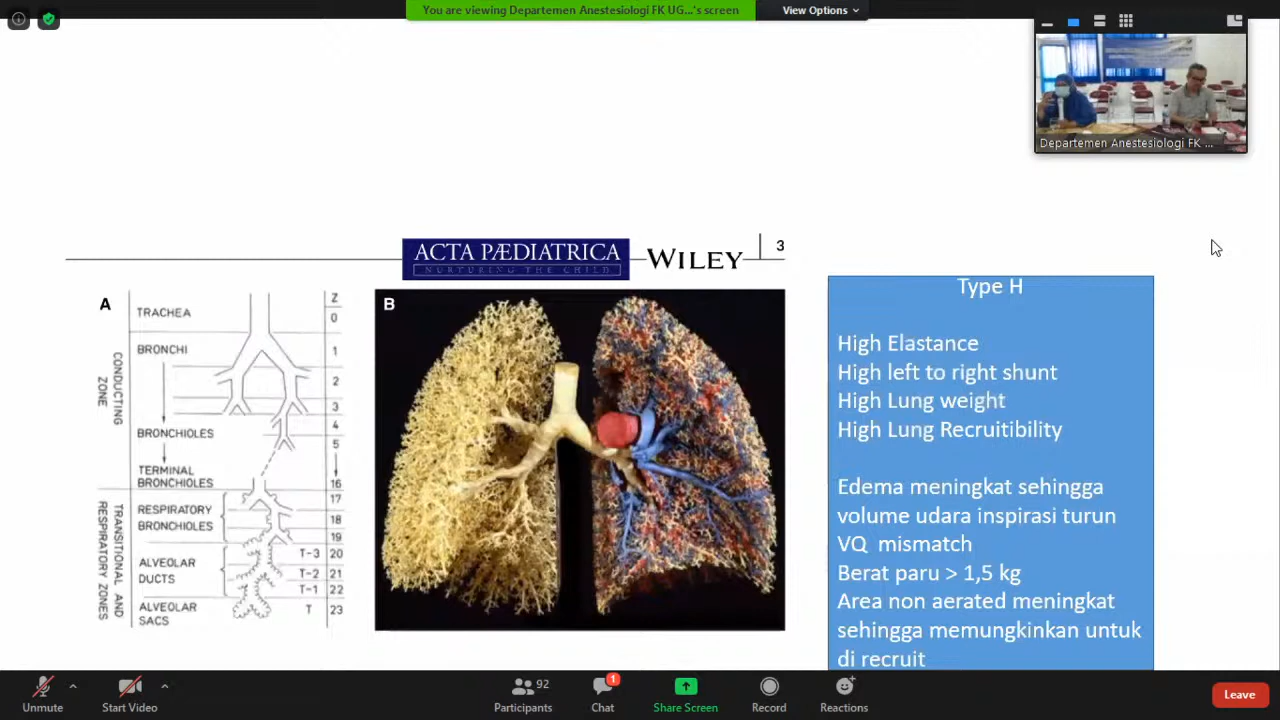 You are viewing Departemen Anestesiologi FK UG...'s screen
View Options
Departemen Anestesiologi FK ...
ACTA PÆDIATRICA
NURTURING THE CHILD
WILEY
3
A
Z
TRACHEA
0
BRONCHI
1
2
3
BRONCHIOLES
4
5
TERMINAL
BRONCHIOLES
16
CONDUCTING
ZONE
17
RESPIRATORY
BRONCHIOLES
18
19
ALVEOLAR
DUCTS
T-3 20
T-2 21
T-1 22
ALVEOLAR
SACS
T 23
TRANSITIONAL AND
RESPIRATORY ZONES
B
Type H
High Elastance
High left to right shunt
High Lung weight
High Lung Recruitibility
Edema meningkat sehingga
volume udara inspirasi turun
VQ mismatch
Berat paru > 1,5 kg
Area non aerated meningkat
sehingga memungkinkan untuk
di recruit
Unmute
Start Video
92
Participants
1
Chat
Share Screen
Record
Reactions
Leave